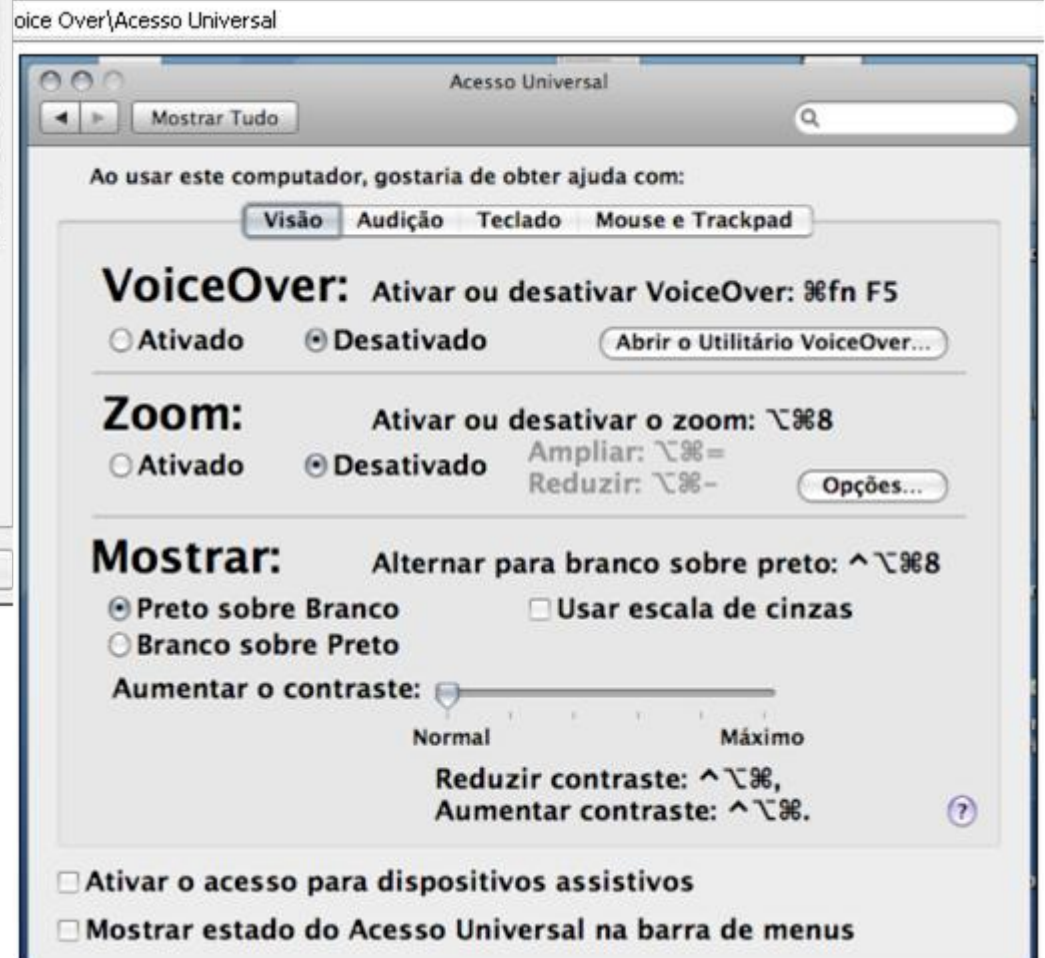 oice Over\Acesso Universal
Acesso Universal
Mostrar Tudo
Ao usar este computador, gostaria de obter ajuda com:
Visão Audição Teclado Mouse e Trackpad
VoiceOver: Ativar ou desativar VoiceOver: ⌘fn F5
Ativado Desativado Abrir o Utilitário VoiceOver...
Zoom: Ativar ou desativar o zoom: ⌥⌘8
Ativado Desativado Ampliar: ⌥⌘=
Reduzir: ⌥⌘- Opções...
Mostrar: Alternar para branco sobre preto: ^⌥⌘8
Preto sobre Branco Usar escala de cinzas
Branco sobre Preto
Aumentar o contraste:
Normal Máximo
Reduzir contraste: ^⌥⌘,
Aumentar contraste: ^⌥⌘. ?
Ativar o acesso para dispositivos assistivos
Mostrar estado do Acesso Universal na barra de menus